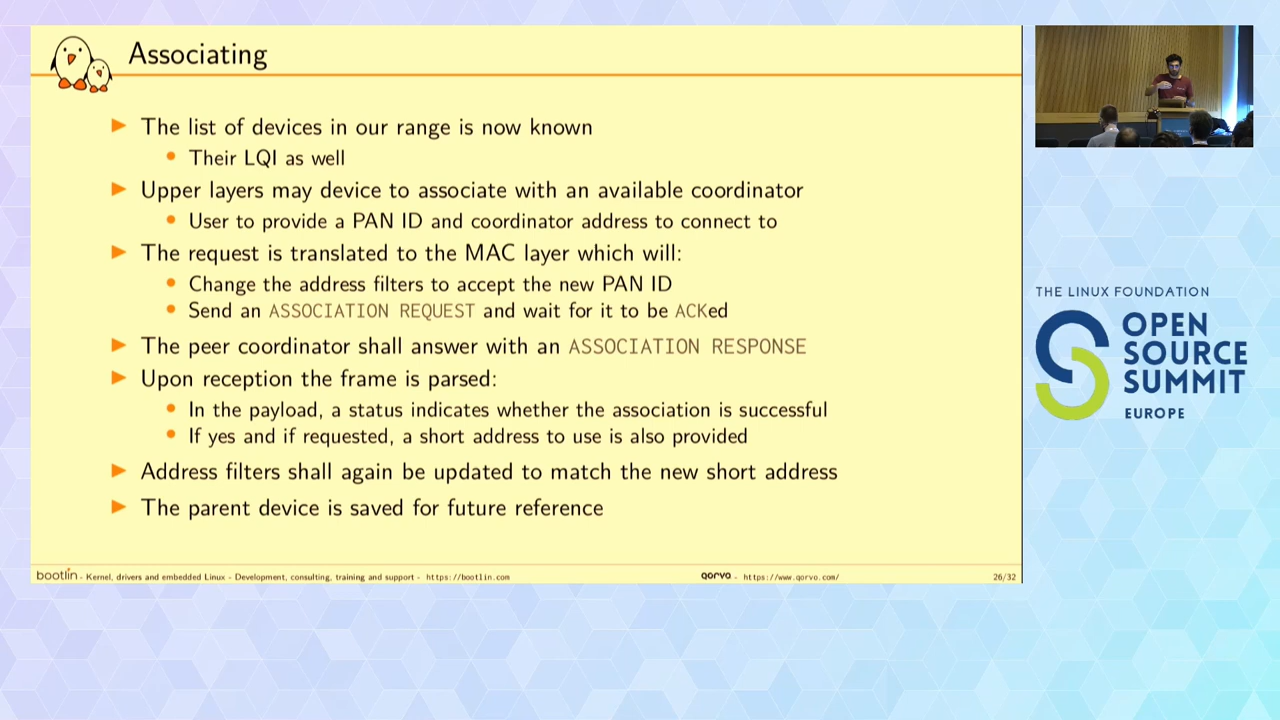 Associating
The list of devices in our range is now known
Their LQI as well
Upper layers may device to associate with an available coordinator
User to provide a PAN ID and coordinator address to connect to
The request is translated to the MAC layer which will:
Change the address filters to accept the new PAN ID
Send an ASSOCIATION REQUEST and wait for it to be ACKed
The peer coordinator shall answer with an ASSOCIATION RESPONSE
Upon reception the frame is parsed:
In the payload, a status indicates whether the association is successful
If yes and if requested, a short address to use is also provided
Address filters shall again be updated to match the new short address
The parent device is saved for future reference
bootlin - Kernel, drivers and embedded Linux - Development, consulting, training and support - https://bootlin.com
QORVO - https://www.qorvo.com/
26/32
THE LINUX FOUNDATION
OPEN
SOURCE
SUMMIT
EUROPE